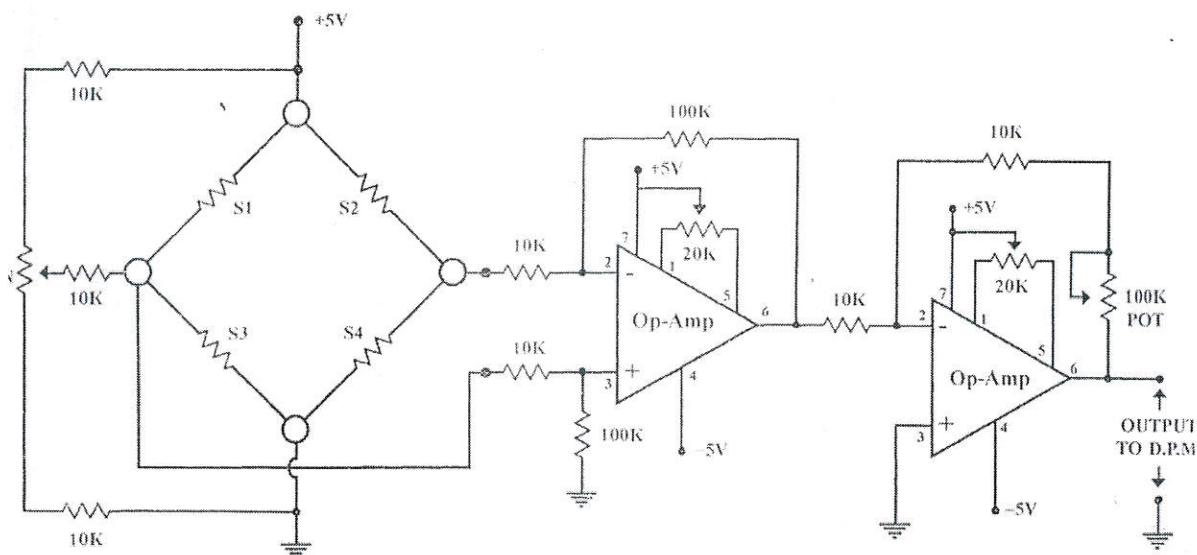 +5V
10K
S1
S2
10K
S3
S4
10K
100K
+5V
7
20K
10K
2
-
1
5
Op-Amp
6
10K
+
3
4
100K
-5V
10K
+5V
7
20K
10K
2
-
1
5
Op-Amp
6
100K
POT
+
3
4
-5V
OUTPUT
TO D.P.M